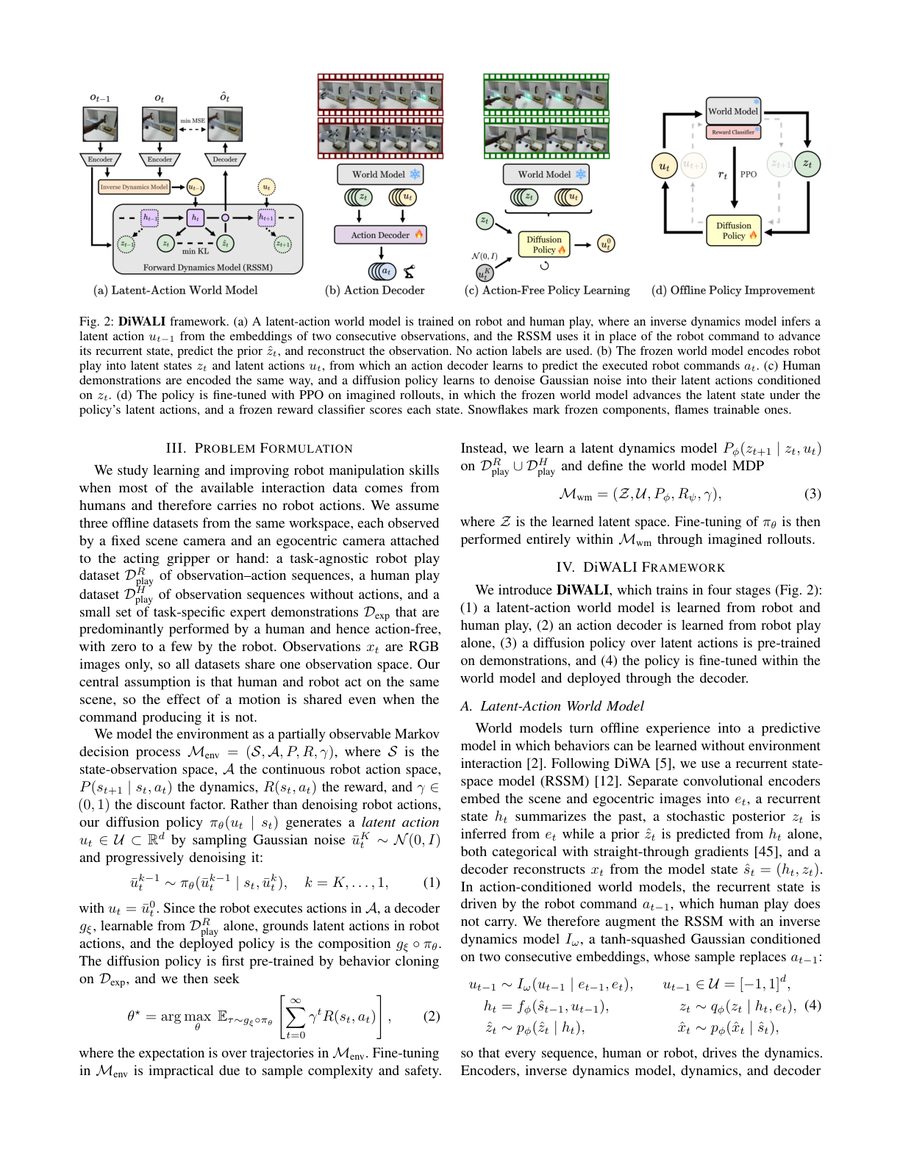 o_{t−1} o_t ô_t
min MSE
Encoder Encoder Decoder
Inverse Dynamics Model u_{t−1} u_t
h_{t−1} h_t h_{t+1}
z_{t−1} z_t min KL ẑ_t z_{t+1}
Forward Dynamics Model (RSSM)
(a) Latent-Action World Model
World Model
z_t u_t
Action Decoder
a_t
(b) Action Decoder
World Model
z_t u_t
z_t
N(0, I)
u_t^K
Diffusion
Policy
u_t^0
(c) Action-Free Policy Learning
World Model
Reward Classifier
u_t u_{t+1} r_t PPO z_{t+1} z_t
Diffusion
Policy
(d) Offline Policy Improvement
Fig. 2: DiWALI framework. (a) A latent-action world model is trained on robot and human play, where an inverse dynamics model infers a
latent action u_{t−1} from the embeddings of two consecutive observations, and the RSSM uses it in place of the robot command to advance
its recurrent state, predict the prior ẑ_t, and reconstruct the observation. No action labels are used. (b) The frozen world model encodes robot
play into latent states z_t and latent actions u_t, from which an action decoder learns to predict the executed robot commands a_t. (c) Human
demonstrations are encoded the same way, and a diffusion policy learns to denoise Gaussian noise into their latent actions conditioned
on z_t. (d) The policy is fine-tuned with PPO on imagined rollouts, in which the frozen world model advances the latent state under the
policy's latent actions, and a frozen reward classifier scores each state. Snowflakes mark frozen components, flames trainable ones.
III. PROBLEM FORMULATION
We study learning and improving robot manipulation skills
when most of the available interaction data comes from
humans and therefore carries no robot actions. We assume
three offline datasets from the same workspace, each observed
by a fixed scene camera and an egocentric camera attached
to the acting gripper or hand: a task-agnostic robot play
dataset D^R_play of observation–action sequences, a human play
dataset D^H_play of observation sequences without actions, and a
small set of task-specific expert demonstrations D_exp that are
predominantly performed by a human and hence action-free,
with zero to a few by the robot. Observations x_t are RGB
images only, so all datasets share one observation space. Our
central assumption is that human and robot act on the same
scene, so the effect of a motion is shared even when the
command producing it is not.
We model the environment as a partially observable Markov
decision process M_env = (S, A, P, R, γ), where S is the
state-observation space, A the continuous robot action space,
P(s_{t+1} | s_t, a_t) the dynamics, R(s_t, a_t) the reward, and γ ∈
(0, 1) the discount factor. Rather than denoising robot actions,
our diffusion policy π_θ(u_t | s_t) generates a latent action
u_t ∈ U ⊂ ℝ^d by sampling Gaussian noise ū_t^K ∼ N(0, I)
and progressively denoising it:
ū_t^{k−1} ∼ π_θ(ū_t^{k−1} | s_t, ū_t^k), k = K, . . . , 1, (1)
with u_t = ū_t^0. Since the robot executes actions in A, a decoder
g_ξ, learnable from D^R_play alone, grounds latent actions in robot
actions, and the deployed policy is the composition g_ξ ∘ π_θ.
The diffusion policy is first pre-trained by behavior cloning
on D_exp, and we then seek
θ⋆ = arg max_θ E_{τ∼g_ξ∘π_θ} [ ∑_{t=0}^∞ γ^t R(s_t, a_t) ], (2)
where the expectation is over trajectories in M_env. Fine-tuning
in M_env is impractical due to sample complexity and safety.
Instead, we learn a latent dynamics model P_ϕ(z_{t+1} | z_t, u_t)
on D^R_play ∪ D^H_play and define the world model MDP
M_wm = (Z, U, P_ϕ, R_ψ, γ), (3)
where Z is the learned latent space. Fine-tuning of π_θ is then
performed entirely within M_wm through imagined rollouts.
IV. DIWALI FRAMEWORK
We introduce DiWALI, which trains in four stages (Fig. 2):
(1) a latent-action world model is learned from robot and
human play, (2) an action decoder is learned from robot play
alone, (3) a diffusion policy over latent actions is pre-trained
on demonstrations, and (4) the policy is fine-tuned within the
world model and deployed through the decoder.
A. Latent-Action World Model
World models turn offline experience into a predictive
model in which behaviors can be learned without environment
interaction [2]. Following DiWA [5], we use a recurrent state-
space model (RSSM) [12]. Separate convolutional encoders
embed the scene and egocentric images into e_t, a recurrent
state h_t summarizes the past, a stochastic posterior z_t is
inferred from e_t while a prior ẑ_t is predicted from h_t alone,
both categorical with straight-through gradients [45], and a
decoder reconstructs x_t from the model state ŝ_t = (h_t, z_t).
In action-conditioned world models, the recurrent state is
driven by the robot command a_{t−1}, which human play does
not carry. We therefore augment the RSSM with an inverse
dynamics model I_ω, a tanh-squashed Gaussian conditioned
on two consecutive embeddings, whose sample replaces a_{t−1}:
u_{t−1} ∼ I_ω(u_{t−1} | e_{t−1}, e_t), u_{t−1} ∈ U = [−1, 1]^d,
h_t = f_ϕ(ŝ_{t−1}, u_{t−1}), z_t ∼ q_ϕ(z_t | h_t, e_t), (4)
ẑ_t ∼ p_ϕ(ẑ_t | h_t), x̂_t ∼ p_ϕ(x̂_t | ŝ_t),
so that every sequence, human or robot, drives the dynamics.
Encoders, inverse dynamics model, dynamics, and decoder